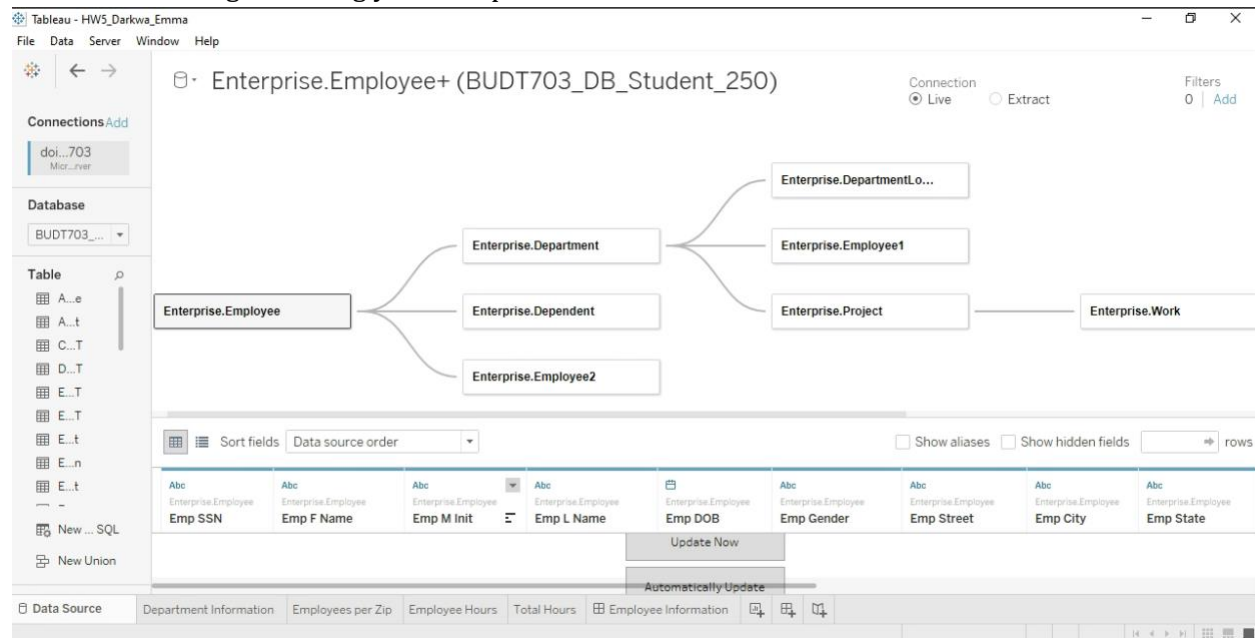 Tableau - HW5_Darkwa_Emma
File Data Server Window Help
Enterprise.Employee+ (BUDT703_DB_Student_250)
Connection
Live Extract
Filters
0 | Add
Connections Add
doi...703
Micr...rver
Database
BUDT703_...
Table
A...e
A...t
C...T
D...T
E...T
E...T
E...t
E...n
E...t
New ... SQL
New Union
Enterprise.Employee
Enterprise.Department
Enterprise.Dependent
Enterprise.Employee2
Enterprise.DepartmentLo...
Enterprise.Employee1
Enterprise.Project
Enterprise.Work
Sort fields Data source order
Show aliases Show hidden fields rows
Abc Abc Abc Abc Abc Abc Abc Abc
Enterprise.Employee Enterprise.Employee Enterprise.Employee Enterprise.Employee Enterprise.Employee Enterprise.Employee Enterprise.Employee Enterprise.Employee Enterprise.Employee
Emp SSN Emp F Name Emp M Init Emp L Name Emp DOB Emp Gender Emp Street Emp City Emp State
Update Now
Automatically Update
Data Source Department Information Employees per Zip Employee Hours Total Hours Employee Information